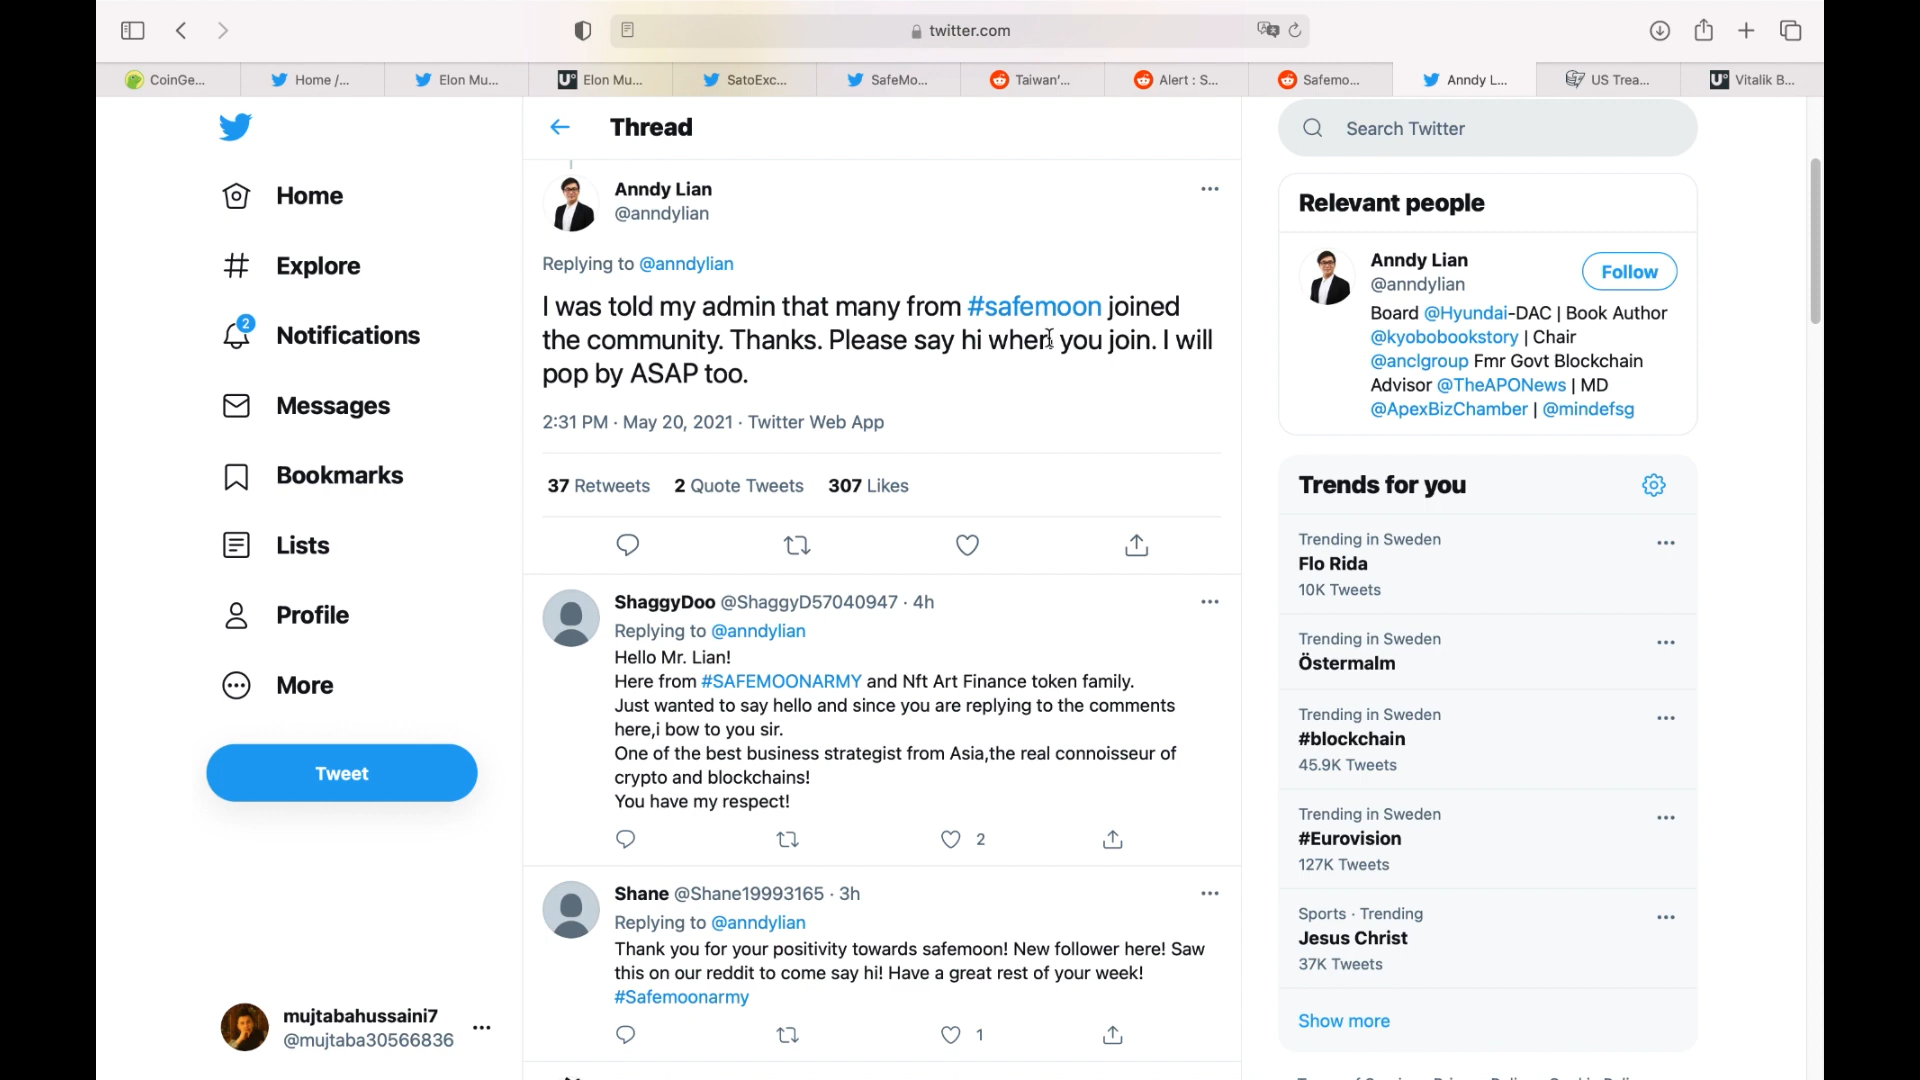 twitter.com
CoinGe...
Home /...
Elon Mu...
U° Elon Mu...
SatoExc...
SafeMo...
Taiwan'...
Alert : S...
Safemo...
Anndy L...
US Trea...
U° Vitalik B...
Home
Explore
2
Notifications
Messages
Bookmarks
Lists
Profile
More
Tweet
mujtabahussaini7
@mujtaba30566836
Thread
Anndy Lian
@anndylian
Replying to @anndylian
I was told my admin that many from #safemoon joined
the community. Thanks. Please say hi when you join. I will
pop by ASAP too.
2:31 PM · May 20, 2021 · Twitter Web App
37 Retweets 2 Quote Tweets 307 Likes
ShaggyDoo @ShaggyD57040947 · 4h
Replying to @anndylian
Hello Mr. Lian!
Here from #SAFEMOONARMY and Nft Art Finance token family.
Just wanted to say hello and since you are replying to the comments
here,i bow to you sir.
One of the best business strategist from Asia,the real connoisseur of
crypto and blockchains!
You have my respect!
2
Shane @Shane19993165 · 3h
Replying to @anndylian
Thank you for your positivity towards safemoon! New follower here! Saw
this on our reddit to come say hi! Have a great rest of your week!
#Safemoonarmy
1
Search Twitter
Relevant people
Anndy Lian
@anndylian
Follow
Board @Hyundai-DAC | Book Author
@kyobobookstory | Chair
@anclgroup Fmr Govt Blockchain
Advisor @TheAPONews | MD
@ApexBizChamber | @mindefsg
Trends for you
Trending in Sweden
Flo Rida
10K Tweets
Trending in Sweden
Östermalm
Trending in Sweden
#blockchain
45.9K Tweets
Trending in Sweden
#Eurovision
127K Tweets
Sports · Trending
Jesus Christ
37K Tweets
Show more